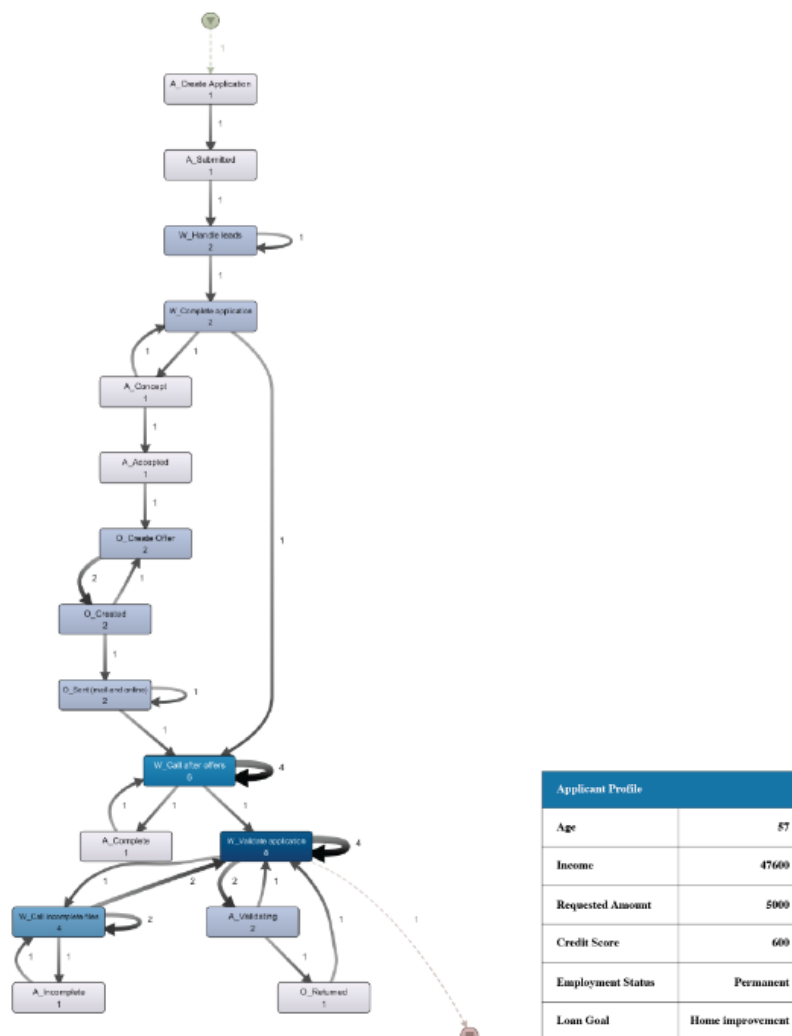 1
A_Create Application
1
1
A_Submitted
1
1
W_Handle leads
2
1
1
W_Complete application
2
1
1
A_Concept
1
1
A_Accepted
1
1
O_Create Offer
2
1
2
1
O_Created
2
1
O_Sent (mail and online)
2
1
1
W_Call after offers
4
1
1
1
A_Complete
1
W_Validate application
4
1
2
2
1
1
1
W_Call incomplete files
4
2
A_Validating
2
1
1
1
A_Incomplete
1
O_Returned
1
Applicant Profile
Age 57
Income 47600
Requested Amount 5000
Credit Score 600
Employment Status Permanent
Loan Goal Home improvement